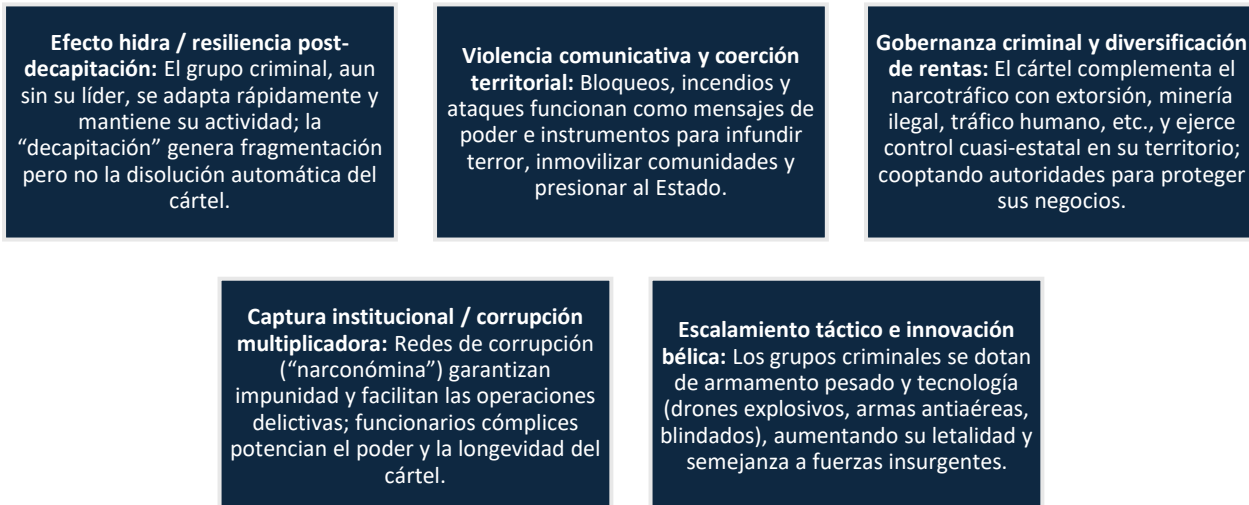 Efecto hidra / resiliencia post-
decapitación: El grupo criminal, aun
sin su líder, se adapta rápidamente y
mantiene su actividad; la
“decapitación” genera fragmentación
pero no la disolución automática del
cártel.
Violencia comunicativa y coerción
territorial: Bloqueos, incendios y
ataques funcionan como mensajes de
poder e instrumentos para infundir
terror, inmovilizar comunidades y
presionar al Estado.
Gobernanza criminal y diversificación
de rentas: El cártel complementa el
narcotráfico con extorsión, minería
ilegal, tráfico humano, etc., y ejerce
control cuasi-estatal en su territorio;
cooptando autoridades para proteger
sus negocios.
Captura institucional / corrupción
multiplicadora: Redes de corrupción
(“narconómina”) garantizan
impunidad y facilitan las operaciones
delictivas; funcionarios cómplices
potencian el poder y la longevidad del
cártel.
Escalamiento táctico e innovación
bélica: Los grupos criminales se dotan
de armamento pesado y tecnología
(drones explosivos, armas antiaéreas,
blindados), aumentando su letalidad y
semejanza a fuerzas insurgentes.